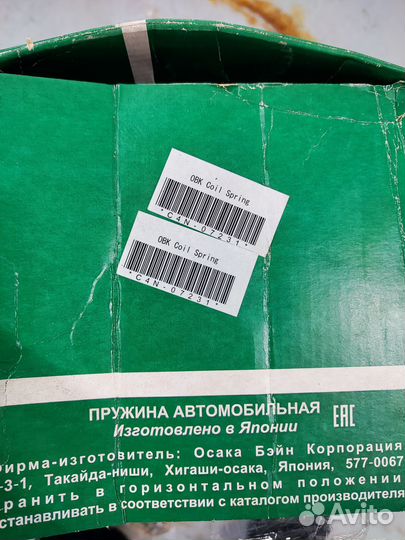 OBK Coil Spring
*C4N-07231*
OBK Coil Spring
*C4N-07231*
ПРУЖИНА АВТОМОБИЛЬНАЯ
Изготовлено в Японии
EAC
Фирма-изготовитель: Осака Бэйн Корпорация
-3-1, Такайда-ниши, Хигаши-осака, Япония, 577-0067
хранить в горизонтальном положении
станавливать в соответствии с каталогом производителя
Avito